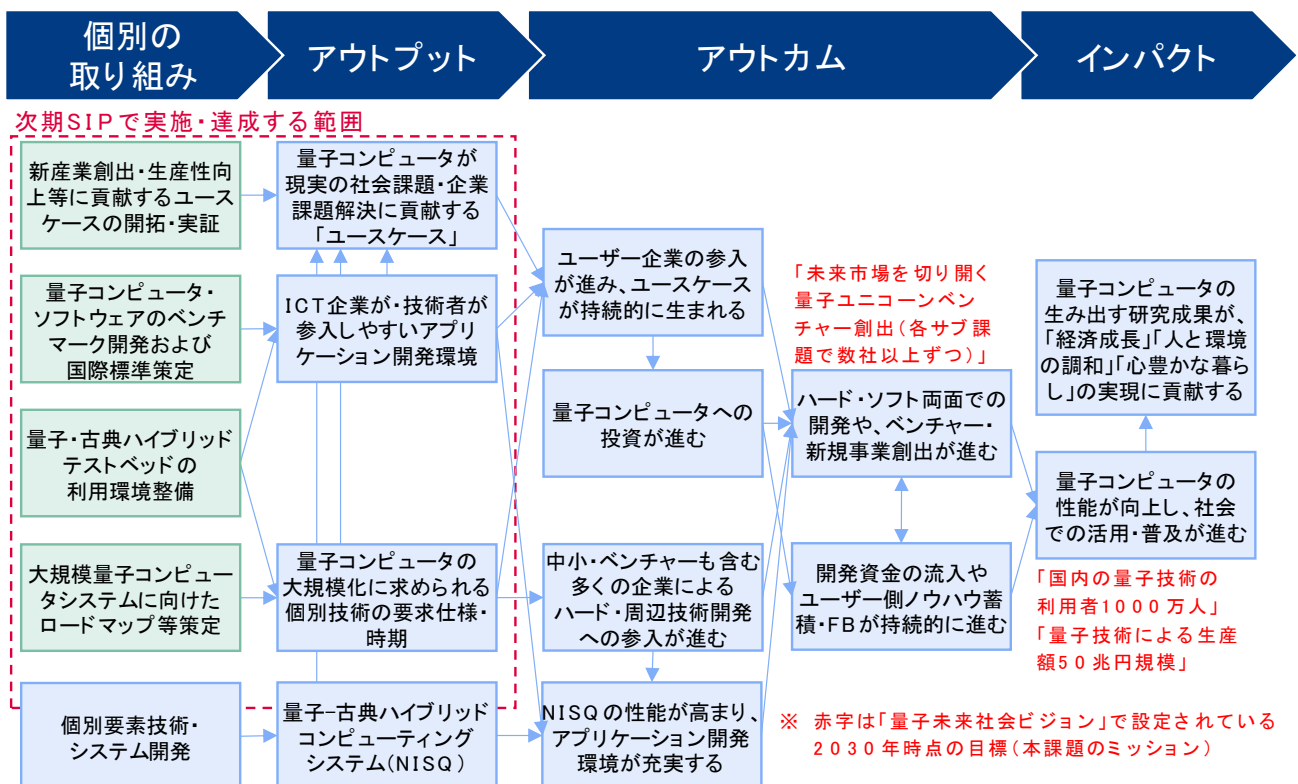 個別の
取り組み
アウトプット
アウトカム
インパクト
次期SIPで実施・達成する範囲
新産業創出・生産性向
上等に貢献するユース
ケースの開拓・実証
量子コンピュータ・
ソフトウェアのベンチ
マーク開発および
国際標準策定
量子・古典ハイブリッド
テストベッドの
利用環境整備
大規模量子コンピュー
タシステムに向けた
ロードマップ等策定
個別要素技術・
システム開発
量子コンピュータが
現実の社会課題・企業
課題解決に貢献する
「ユースケース」
ICT企業が・技術者が
参入しやすいアプリ
ケーション開発環境
量子コンピュータの
大規模化に求められる
個別技術の要求仕様・
時期
量子−古典ハイブリッド
コンピューティング
システム(NISQ)
ユーザー企業の参入
が進み、ユースケース
が持続的に生まれる
量子コンピュータへの
投資が進む
中小・ベンチャーも含む
多くの企業による
ハード・周辺技術開発
への参入が進む
NISQの性能が高まり、
アプリケーション開発
環境が充実する
「未来市場を切り開く
量子ユニコーンベン
チャー創出(各サブ課
題で数社以上ずつ)」
ハード・ソフト両面での
開発や、ベンチャー・
新規事業創出が進む
開発資金の流入や
ユーザー側ノウハウ蓄
積・FBが持続的に進む
量子コンピュータの
生み出す研究成果が、
「経済成長」「人と環境
の調和」「心豊かな暮ら
し」の実現に貢献する
量子コンピュータの
性能が向上し、社会
での活用・普及が進む
「国内の量子技術の
利用者1000万人」
「量子技術による生産
額50兆円規模」
※ 赤字は「量子未来社会ビジョン」で設定されている
2030年時点の目標(本課題のミッション)